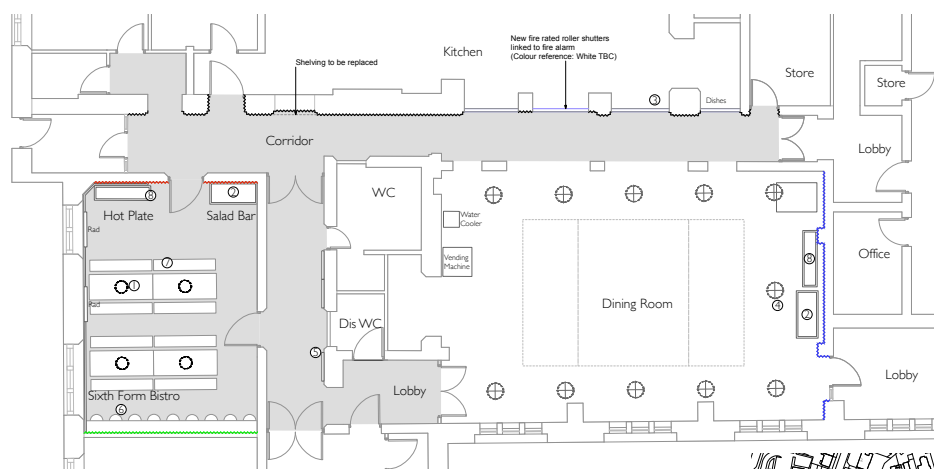 New fire rated roller shutters
linked to fire alarm
(Colour reference: White TBC)
Kitchen
Shelving to be replaced
Store
Store
3
Dishes
Corridor
Lobby
WC
8
2
Hot Plate
Salad Bar
Rad
Water
Cooler
Vending
Machine
Office
7
8
1
Rad
Dining Room
4
2
Dis WC
5
Lobby
Lobby
Sixth Form Bistro
6